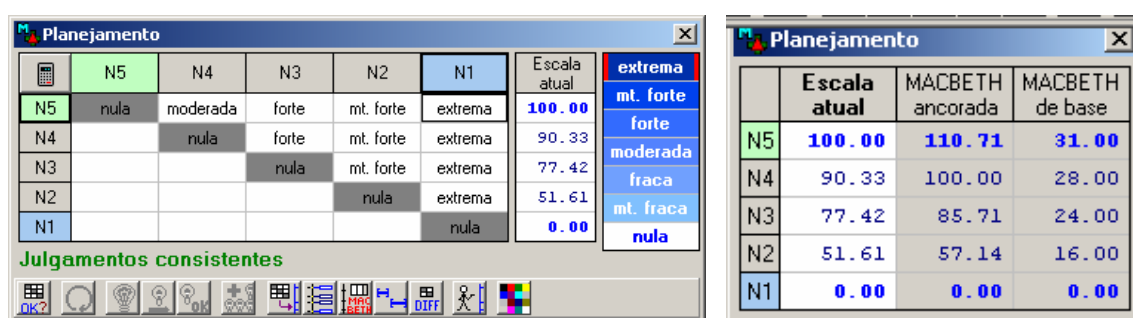 Planejamento
N5 N4 N3 N2 N1 Escala atual
N5 nula moderada forte mt. forte extrema 100.00
N4 nula forte mt. forte extrema 90.33
N3 nula mt. forte extrema 77.42
N2 nula extrema 51.61
N1 nula 0.00
extrema
mt. forte
forte
moderada
fraca
mt. fraca
nula
Julgamentos consistentes
OK? OK MAC BETH DIFF
Planejamento
Escala atual MACBETH ancorada MACBETH de base
N5 100.00 110.71 31.00
N4 90.33 100.00 28.00
N3 77.42 85.71 24.00
N2 51.61 57.14 16.00
N1 0.00 0.00 0.00